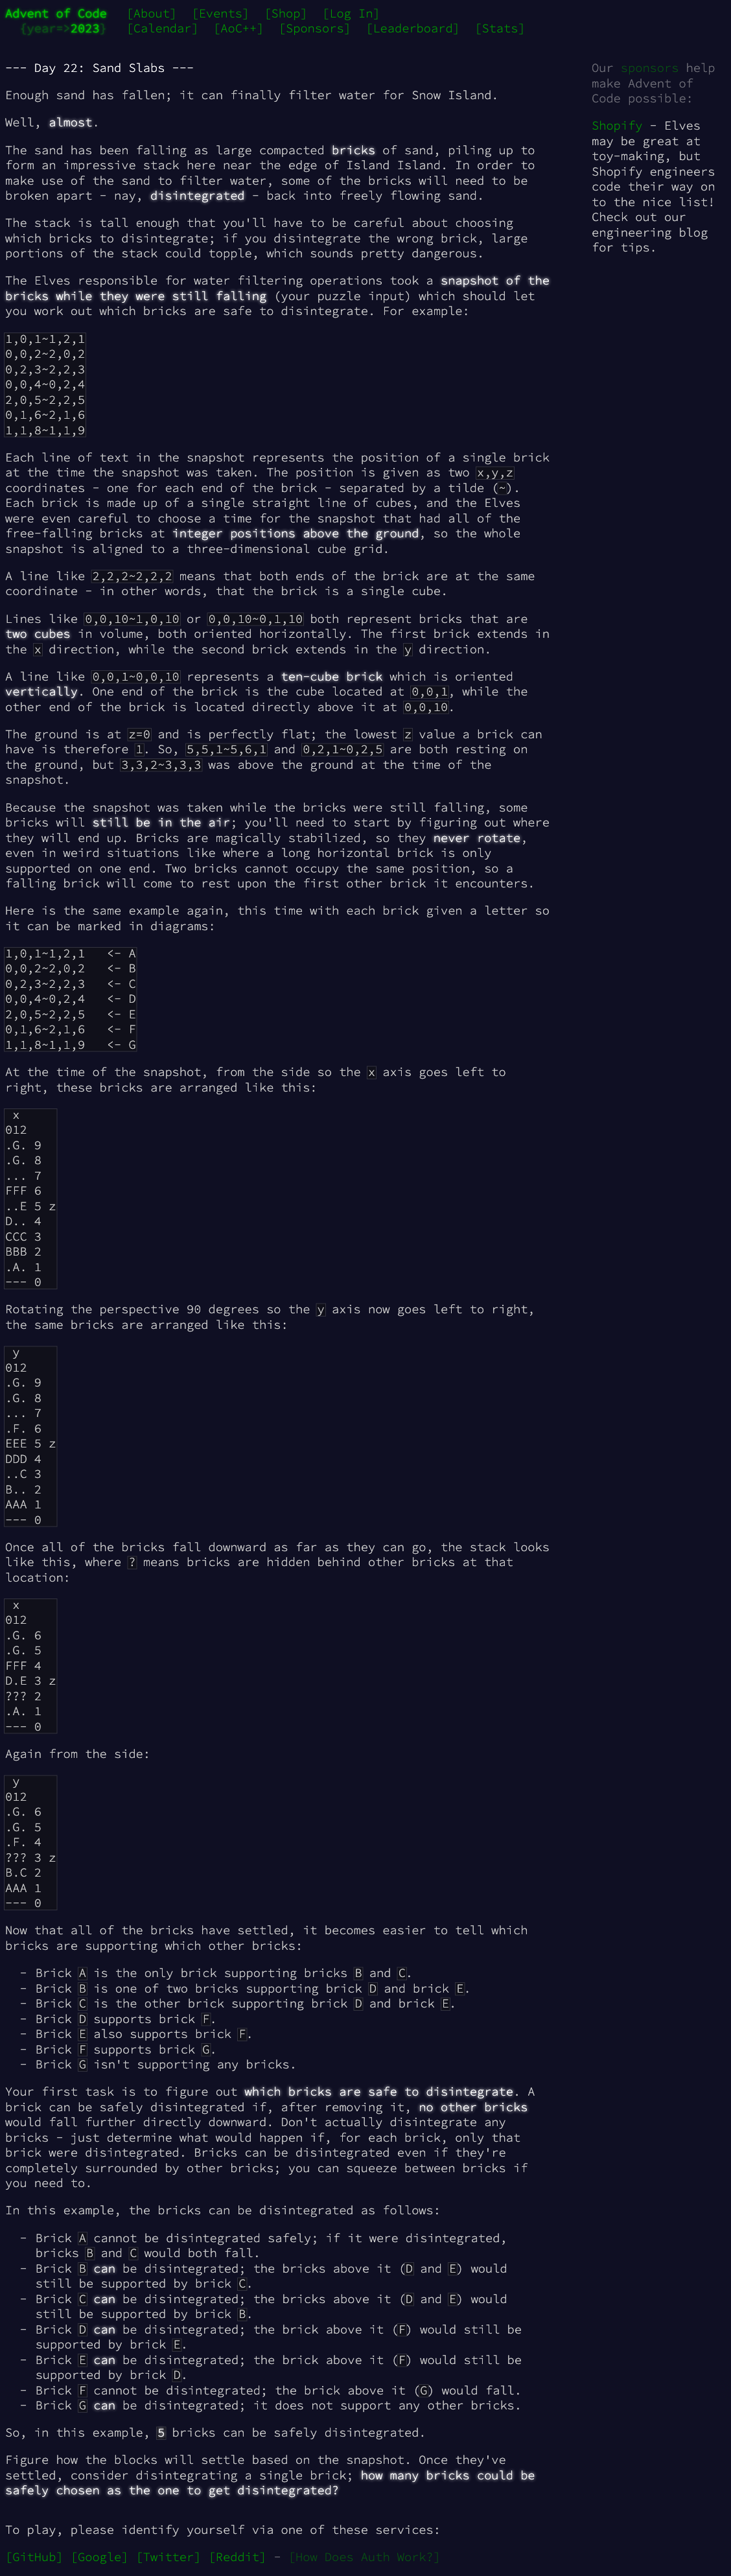 Advent of Code [About] [Events] [Shop] [Log In]
{year=>2023} [Calendar] [AoC++] [Sponsors] [Leaderboard] [Stats]
--- Day 22: Sand Slabs ---
Enough sand has fallen; it can finally filter water for Snow Island.
Well, almost.
The sand has been falling as large compacted bricks of sand, piling up to
form an impressive stack here near the edge of Island Island. In order to
make use of the sand to filter water, some of the bricks will need to be
broken apart - nay, disintegrated - back into freely flowing sand.
The stack is tall enough that you'll have to be careful about choosing
which bricks to disintegrate; if you disintegrate the wrong brick, large
portions of the stack could topple, which sounds pretty dangerous.
The Elves responsible for water filtering operations took a snapshot of the
bricks while they were still falling (your puzzle input) which should let
you work out which bricks are safe to disintegrate. For example:
1,0,1~1,2,1
0,0,2~2,0,2
0,2,3~2,2,3
0,0,4~0,2,4
2,0,5~2,2,5
0,1,6~2,1,6
1,1,8~1,1,9
Each line of text in the snapshot represents the position of a single brick
at the time the snapshot was taken. The position is given as two x,y,z
coordinates - one for each end of the brick - separated by a tilde (~).
Each brick is made up of a single straight line of cubes, and the Elves
were even careful to choose a time for the snapshot that had all of the
free-falling bricks at integer positions above the ground, so the whole
snapshot is aligned to a three-dimensional cube grid.
A line like 2,2,2~2,2,2 means that both ends of the brick are at the same
coordinate - in other words, that the brick is a single cube.
Lines like 0,0,10~1,0,10 or 0,0,10~0,1,10 both represent bricks that are
two cubes in volume, both oriented horizontally. The first brick extends in
the x direction, while the second brick extends in the y direction.
A line like 0,0,1~0,0,10 represents a ten-cube brick which is oriented
vertically. One end of the brick is the cube located at 0,0,1, while the
other end of the brick is located directly above it at 0,0,10.
The ground is at z=0 and is perfectly flat; the lowest z value a brick can
have is therefore 1. So, 5,5,1~5,6,1 and 0,2,1~0,2,5 are both resting on
the ground, but 3,3,2~3,3,3 was above the ground at the time of the
snapshot.
Because the snapshot was taken while the bricks were still falling, some
bricks will still be in the air; you'll need to start by figuring out where
they will end up. Bricks are magically stabilized, so they never rotate,
even in weird situations like where a long horizontal brick is only
supported on one end. Two bricks cannot occupy the same position, so a
falling brick will come to rest upon the first other brick it encounters.
Here is the same example again, this time with each brick given a letter so
it can be marked in diagrams:
1,0,1~1,2,1   <- A
0,0,2~2,0,2   <- B
0,2,3~2,2,3   <- C
0,0,4~0,2,4   <- D
2,0,5~2,2,5   <- E
0,1,6~2,1,6   <- F
1,1,8~1,1,9   <- G
At the time of the snapshot, from the side so the x axis goes left to
right, these bricks are arranged like this:
 x
012
.G. 9
.G. 8
... 7
FFF 6
..E 5 z
D.. 4
CCC 3
BBB 2
.A. 1
--- 0
Rotating the perspective 90 degrees so the y axis now goes left to right,
the same bricks are arranged like this:
 y
012
.G. 9
.G. 8
... 7
.F. 6
EEE 5 z
DDD 4
..C 3
B.. 2
AAA 1
--- 0
Once all of the bricks fall downward as far as they can go, the stack looks
like this, where ? means bricks are hidden behind other bricks at that
location:
 x
012
.G. 6
.G. 5
FFF 4
D.E 3 z
??? 2
.A. 1
--- 0
Again from the side:
 y
012
.G. 6
.G. 5
.F. 4
??? 3 z
B.C 2
AAA 1
--- 0
Now that all of the bricks have settled, it becomes easier to tell which
bricks are supporting which other bricks:
- Brick A is the only brick supporting bricks B and C.
- Brick B is one of two bricks supporting brick D and brick E.
- Brick C is the other brick supporting brick D and brick E.
- Brick D supports brick F.
- Brick E also supports brick F.
- Brick F supports brick G.
- Brick G isn't supporting any bricks.
Your first task is to figure out which bricks are safe to disintegrate. A
brick can be safely disintegrated if, after removing it, no other bricks
would fall further directly downward. Don't actually disintegrate any
bricks - just determine what would happen if, for each brick, only that
brick were disintegrated. Bricks can be disintegrated even if they're
completely surrounded by other bricks; you can squeeze between bricks if
you need to.
In this example, the bricks can be disintegrated as follows:
- Brick A cannot be disintegrated safely; if it were disintegrated,
bricks B and C would both fall.
- Brick B can be disintegrated; the bricks above it (D and E) would
still be supported by brick C.
- Brick C can be disintegrated; the bricks above it (D and E) would
still be supported by brick B.
- Brick D can be disintegrated; the brick above it (F) would still be
supported by brick E.
- Brick E can be disintegrated; the brick above it (F) would still be
supported by brick D.
- Brick F cannot be disintegrated; the brick above it (G) would fall.
- Brick G can be disintegrated; it does not support any other bricks.
So, in this example, 5 bricks can be safely disintegrated.
Figure how the blocks will settle based on the snapshot. Once they've
settled, consider disintegrating a single brick; how many bricks could be
safely chosen as the one to get disintegrated?
To play, please identify yourself via one of these services:
[GitHub] [Google] [Twitter] [Reddit] - [How Does Auth Work?]
Our sponsors help
make Advent of
Code possible:
Shopify - Elves
may be great at
toy-making, but
Shopify engineers
code their way on
to the nice list!
Check out our
engineering blog
for tips.